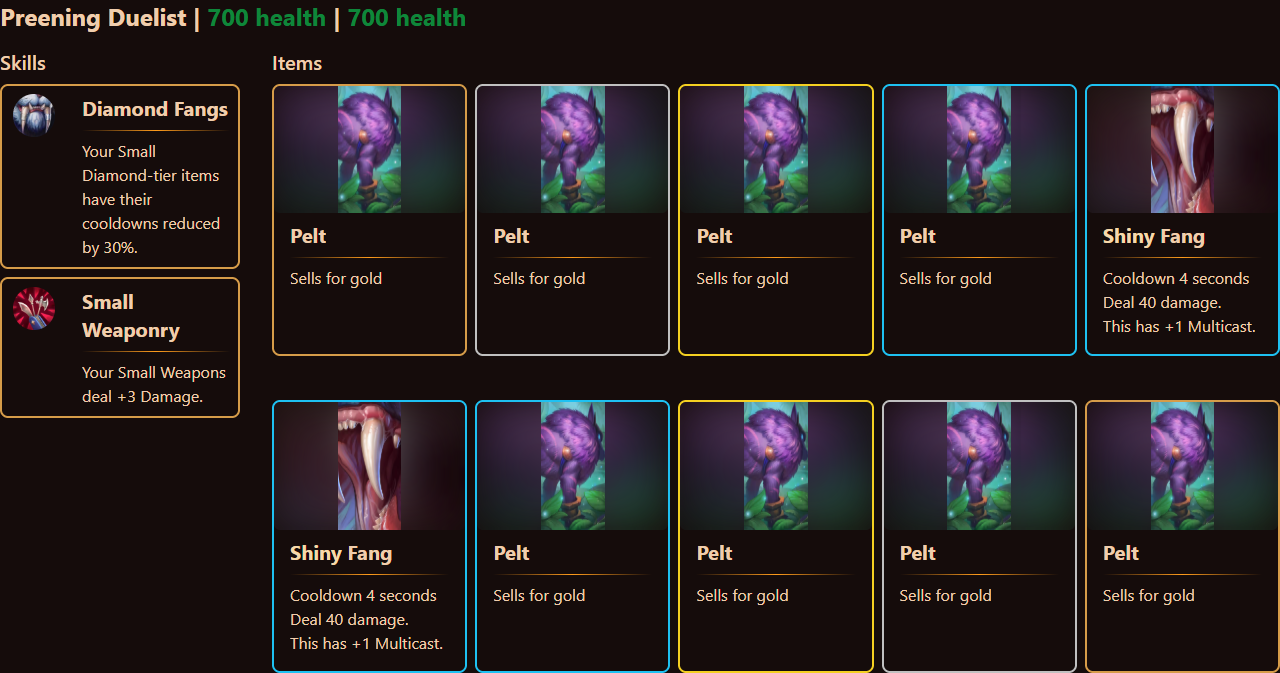 Preening Duelist | 700 health | 700 health
Skills
Diamond Fangs
Your Small
Diamond-tier items
have their
cooldowns reduced
by 30%.
Small
Weaponry
Your Small Weapons
deal +3 Damage.
Items
Pelt
Sells for gold
Pelt
Sells for gold
Pelt
Sells for gold
Pelt
Sells for gold
Shiny Fang
Cooldown 4 seconds
Deal 40 damage.
This has +1 Multicast.
Shiny Fang
Cooldown 4 seconds
Deal 40 damage.
This has +1 Multicast.
Pelt
Sells for gold
Pelt
Sells for gold
Pelt
Sells for gold
Pelt
Sells for gold